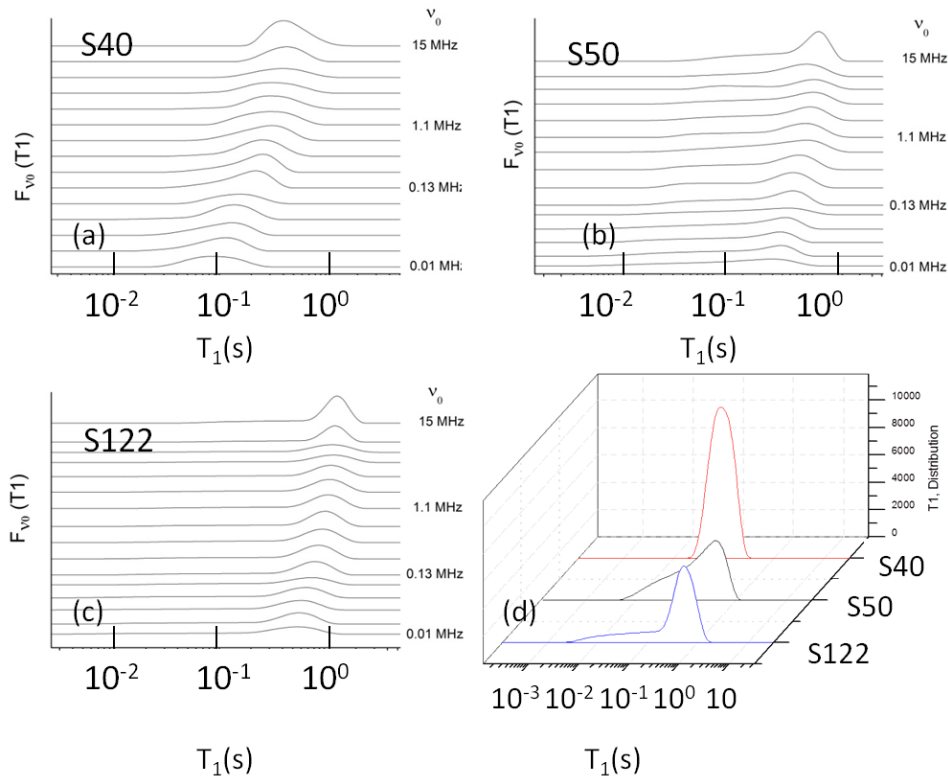 S40
ν₀
15 MHz
1.1 MHz
0.13 MHz
0.01 MH:
F_ν0 (T1)
(a)
10⁻² 10⁻¹ 10⁰
T₁(s)
S50
ν₀
15 MHz
1.1 MHz
0.13 MHz
0.01 MHz
F_ν0 (T1)
(b)
10⁻² 10⁻¹ 10⁰
T₁(s)
S122
ν₀
15 MHz
1.1 MHz
0.13 MHz
0.01 MHz
F_ν0 (T1)
(c)
10⁻² 10⁻¹ 10⁰
T₁(s)
10000
8000
6000
4000
2000
0
T1, Distribution
S40
S50
S122
(d)
10⁻³ 10⁻² 10⁻¹ 10⁰ 10
T₁(s)